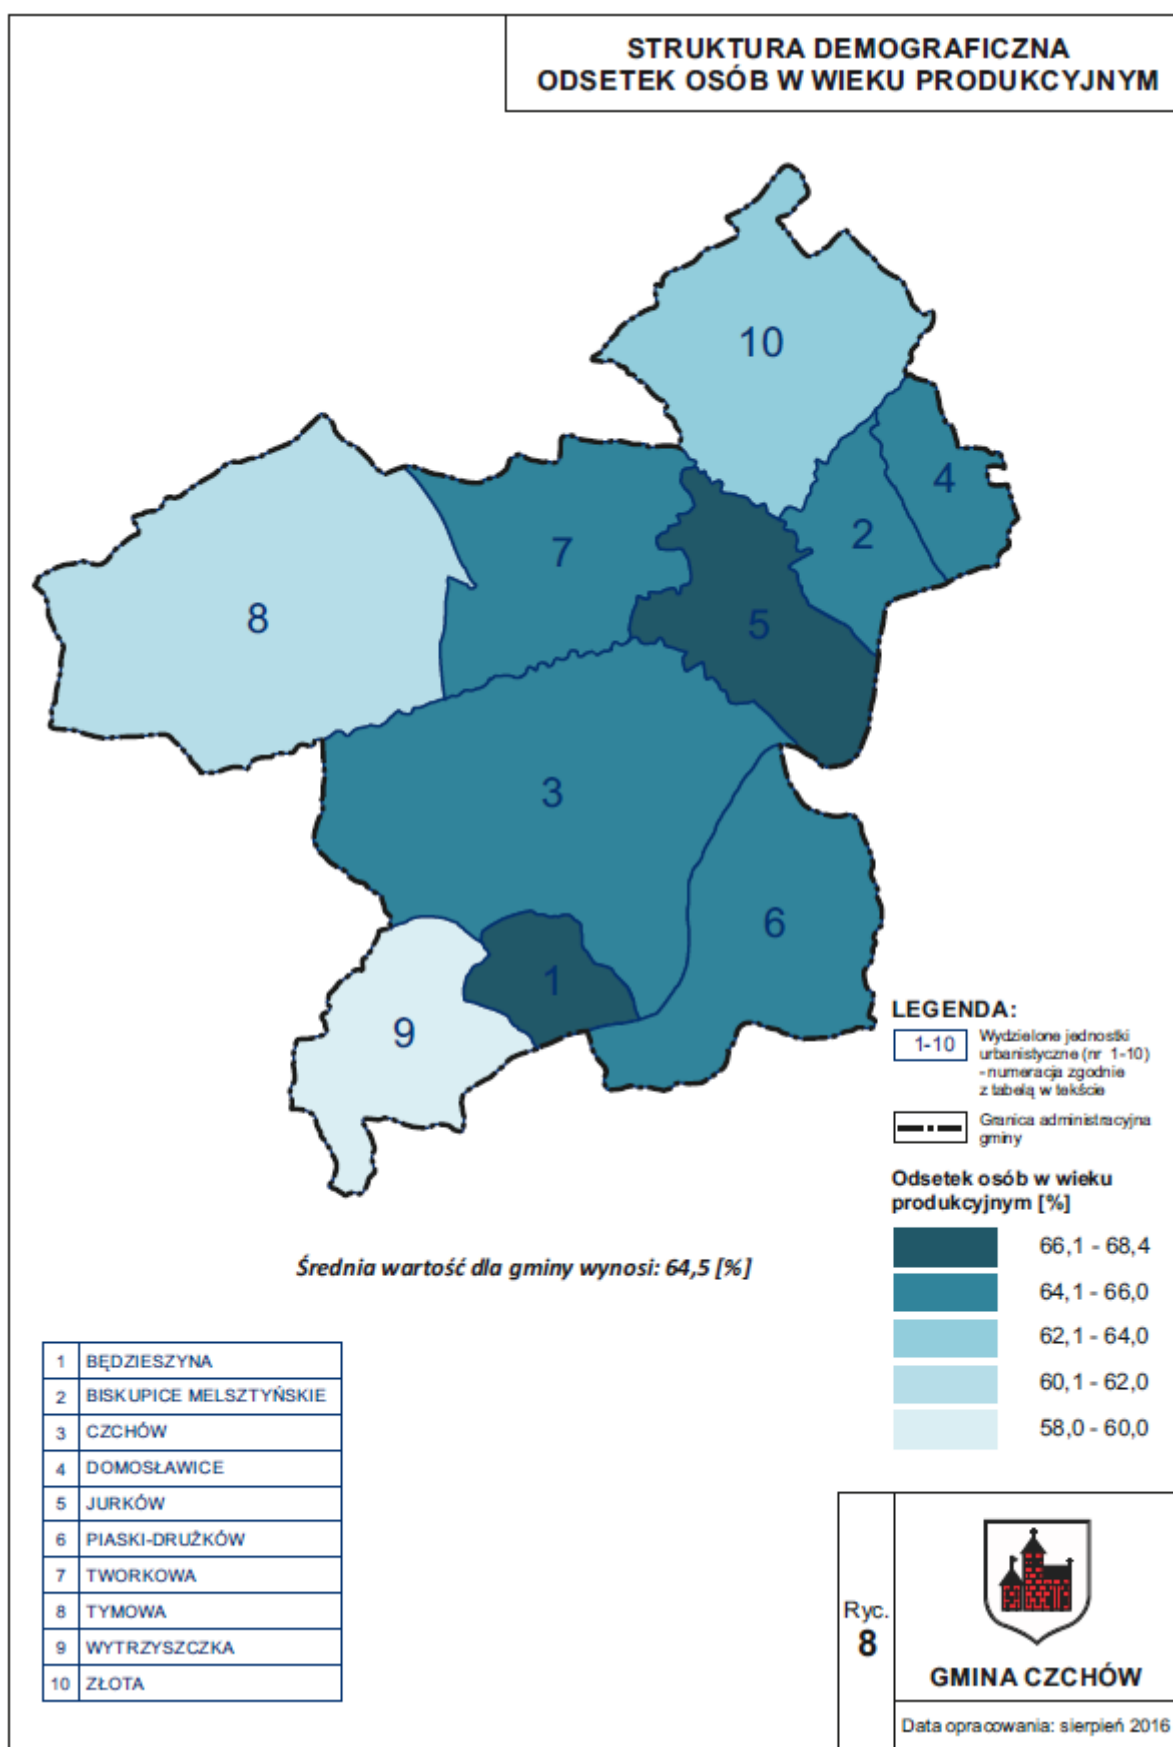 STRUKTURA DEMOGRAFICZNA
ODSETEK OSÓB W WIEKU PRODUKCYJNYM
10
4
2
7
5
8
3
6
1
9
LEGENDA:
1-10
Wydzielone jednostki
urbanistyczne (nr 1-10)
- numeracja zgodnie
z tabelą w tekście
Granica administracyjna
gminy
Odsetek osób w wieku
produkcyjnym [%]
66,1 - 68,4
64,1 - 66,0
62,1 - 64,0
60,1 - 62,0
58,0 - 60,0
Średnia wartość dla gminy wynosi: 64,5 [%]
1 BĘDZIESZYNA
2 BISKUPICE MELSZTYŃSKIE
3 CZCHÓW
4 DOMOSŁAWICE
5 JURKÓW
6 PIASKI-DRUŻKÓW
7 TWORKOWA
8 TYMOWA
9 WYTRZYSZCZKA
10 ZŁOTA
Ryc.
8
GMINA CZCHÓW
Data opracowania: sierpień 2016